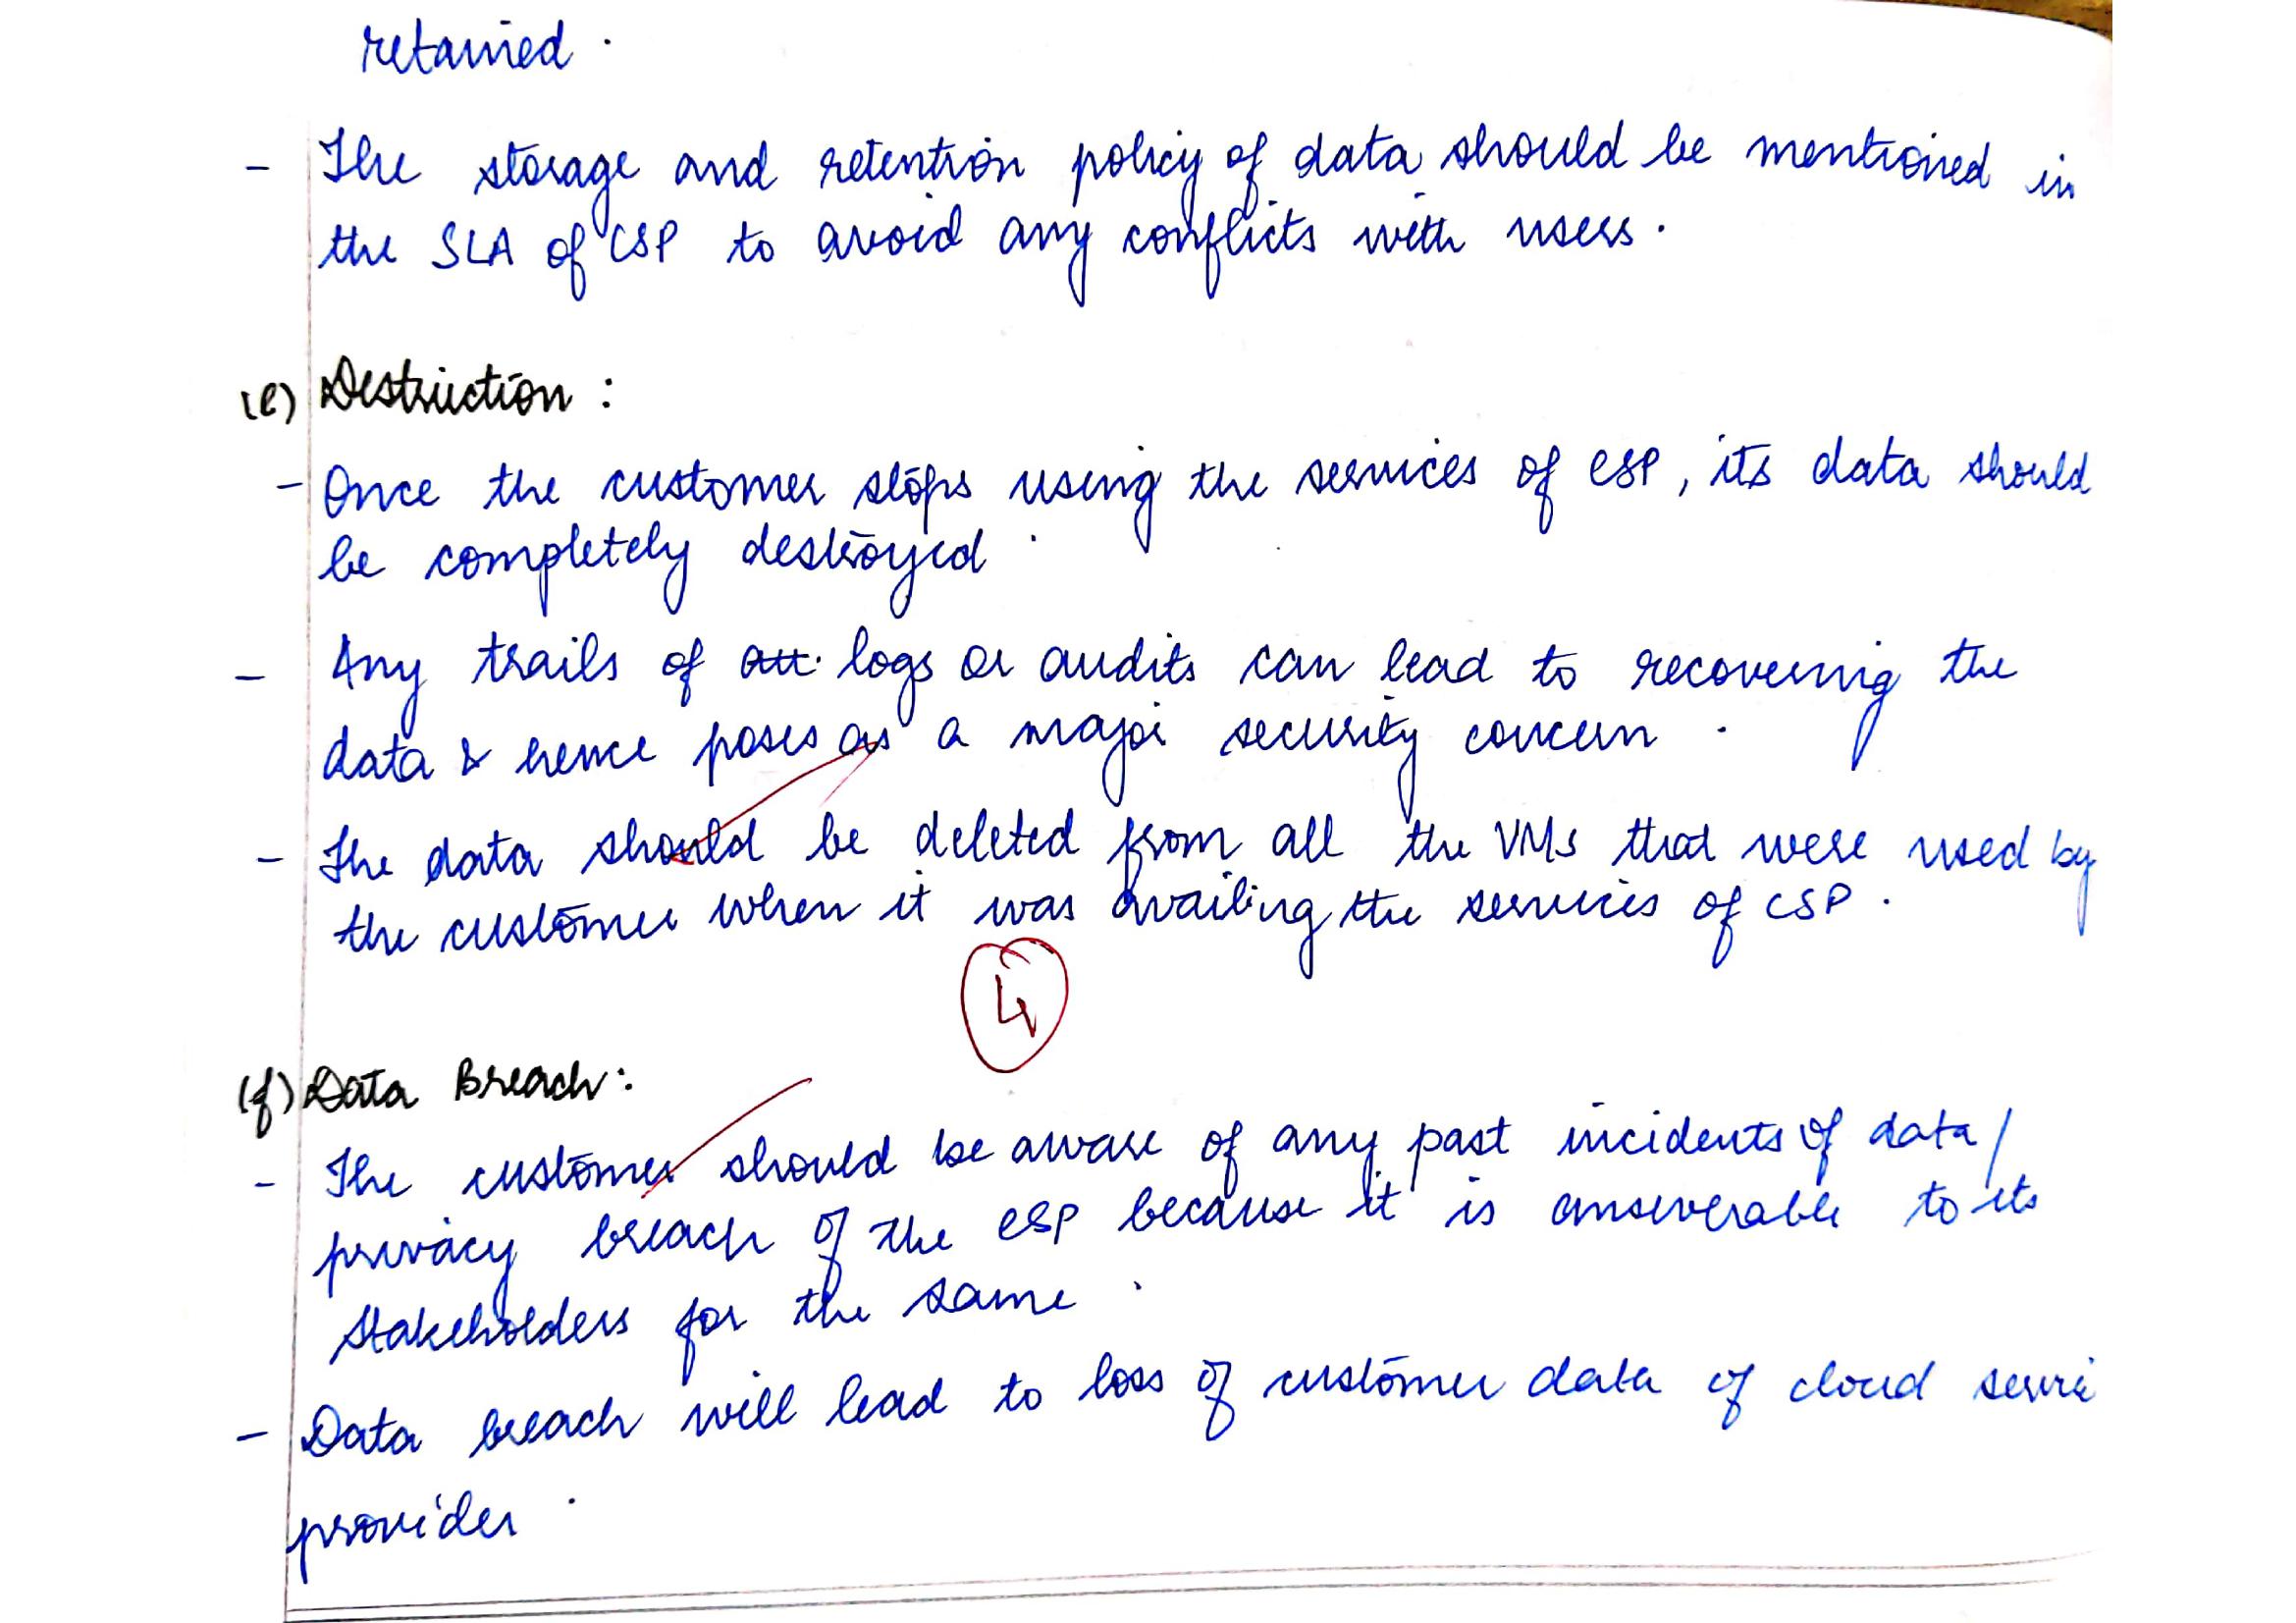 retained.
- The storage and retention policy of data should be mentioned in
the SLA of CSP to avoid any conflicts with users.
(e) Destruction :
- Once the customer stops using the services of CSP, its data should
be completely destroyed.
- Any trails of logs or audits can lead to recovering the
data & hence poses as a major security concern.
- The data should be deleted from all the VMs that were used by
the customer when it was availing the services of CSP.
4
(f) Data Breach:
- The customer should be aware of any past incidents of data/
privacy breach of the CSP because it is answerable to its
stakeholders for the same.
- Data breach will lead to loss of customer data of cloud servi
provider.